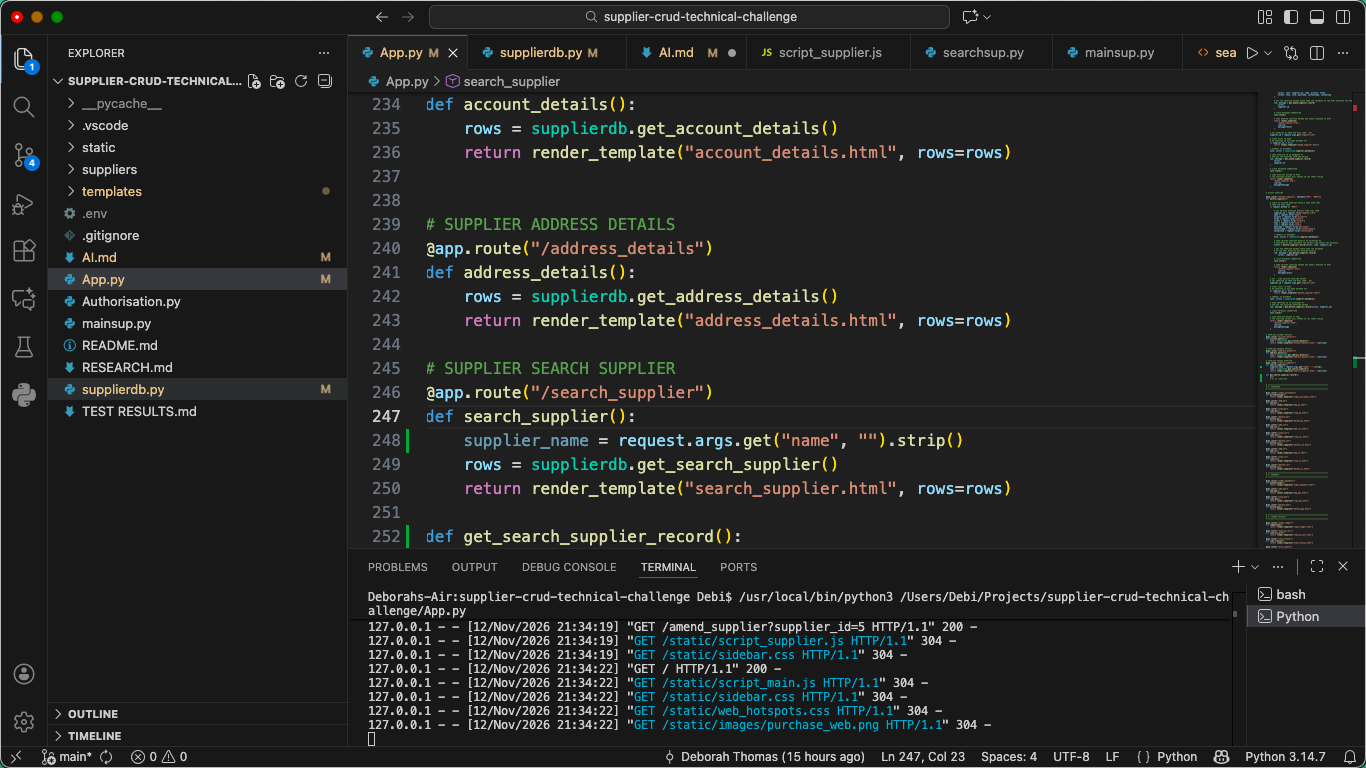 supplier-crud-technical-challenge
EXPLORER
SUPPLIER-CRUD-TECHNICAL...
__pycache__
.vscode
static
suppliers
templates
.env
.gitignore
AI.md M
App.py M
Authorisation.py
mainsup.py
README.md
RESEARCH.md
supplierdb.py M
TEST RESULTS.md
OUTLINE
TIMELINE
1
4
App.py M
supplierdb.py M
AI.md M
JS script_supplier.js
searchsup.py
mainsup.py
sea
App.py > search_supplier
234 def account_details():
235 rows = supplierdb.get_account_details()
236 return render_template("account_details.html", rows=rows)
237
238
239 # SUPPLIER ADDRESS DETAILS
240 @app.route("/address_details")
241 def address_details():
242 rows = supplierdb.get_address_details()
243 return render_template("address_details.html", rows=rows)
244
245 # SUPPLIER SEARCH SUPPLIER
246 @app.route("/search_supplier")
247 def search_supplier():
248 supplier_name = request.args.get("name", "").strip()
249 rows = supplierdb.get_search_supplier()
250 return render_template("search_supplier.html", rows=rows)
251
252 def get_search_supplier_record():
PROBLEMS OUTPUT DEBUG CONSOLE TERMINAL PORTS
Deborahs-Air:supplier-crud-technical-challenge Debi$ /usr/local/bin/python3 /Users/Debi/Projects/supplier-crud-technical-ch
allenge/App.py
127.0.0.1 - - [12/Nov/2026 21:34:19] "GET /amend_supplier?supplier_id=5 HTTP/1.1" 200 -
127.0.0.1 - - [12/Nov/2026 21:34:19] "GET /static/script_supplier.js HTTP/1.1" 304 -
127.0.0.1 - - [12/Nov/2026 21:34:19] "GET /static/sidebar.css HTTP/1.1" 304 -
127.0.0.1 - - [12/Nov/2026 21:34:22] "GET / HTTP/1.1" 200 -
127.0.0.1 - - [12/Nov/2026 21:34:22] "GET /static/script_main.js HTTP/1.1" 304 -
127.0.0.1 - - [12/Nov/2026 21:34:22] "GET /static/sidebar.css HTTP/1.1" 304 -
127.0.0.1 - - [12/Nov/2026 21:34:22] "GET /static/web_hotspots.css HTTP/1.1" 304 -
127.0.0.1 - - [12/Nov/2026 21:34:22] "GET /static/images/purchase_web.png HTTP/1.1" 304 -
bash
Python
main* 0 0 Deborah Thomas (15 hours ago) Ln 247, Col 23 Spaces: 4 UTF-8 LF { } Python Python 3.14.7